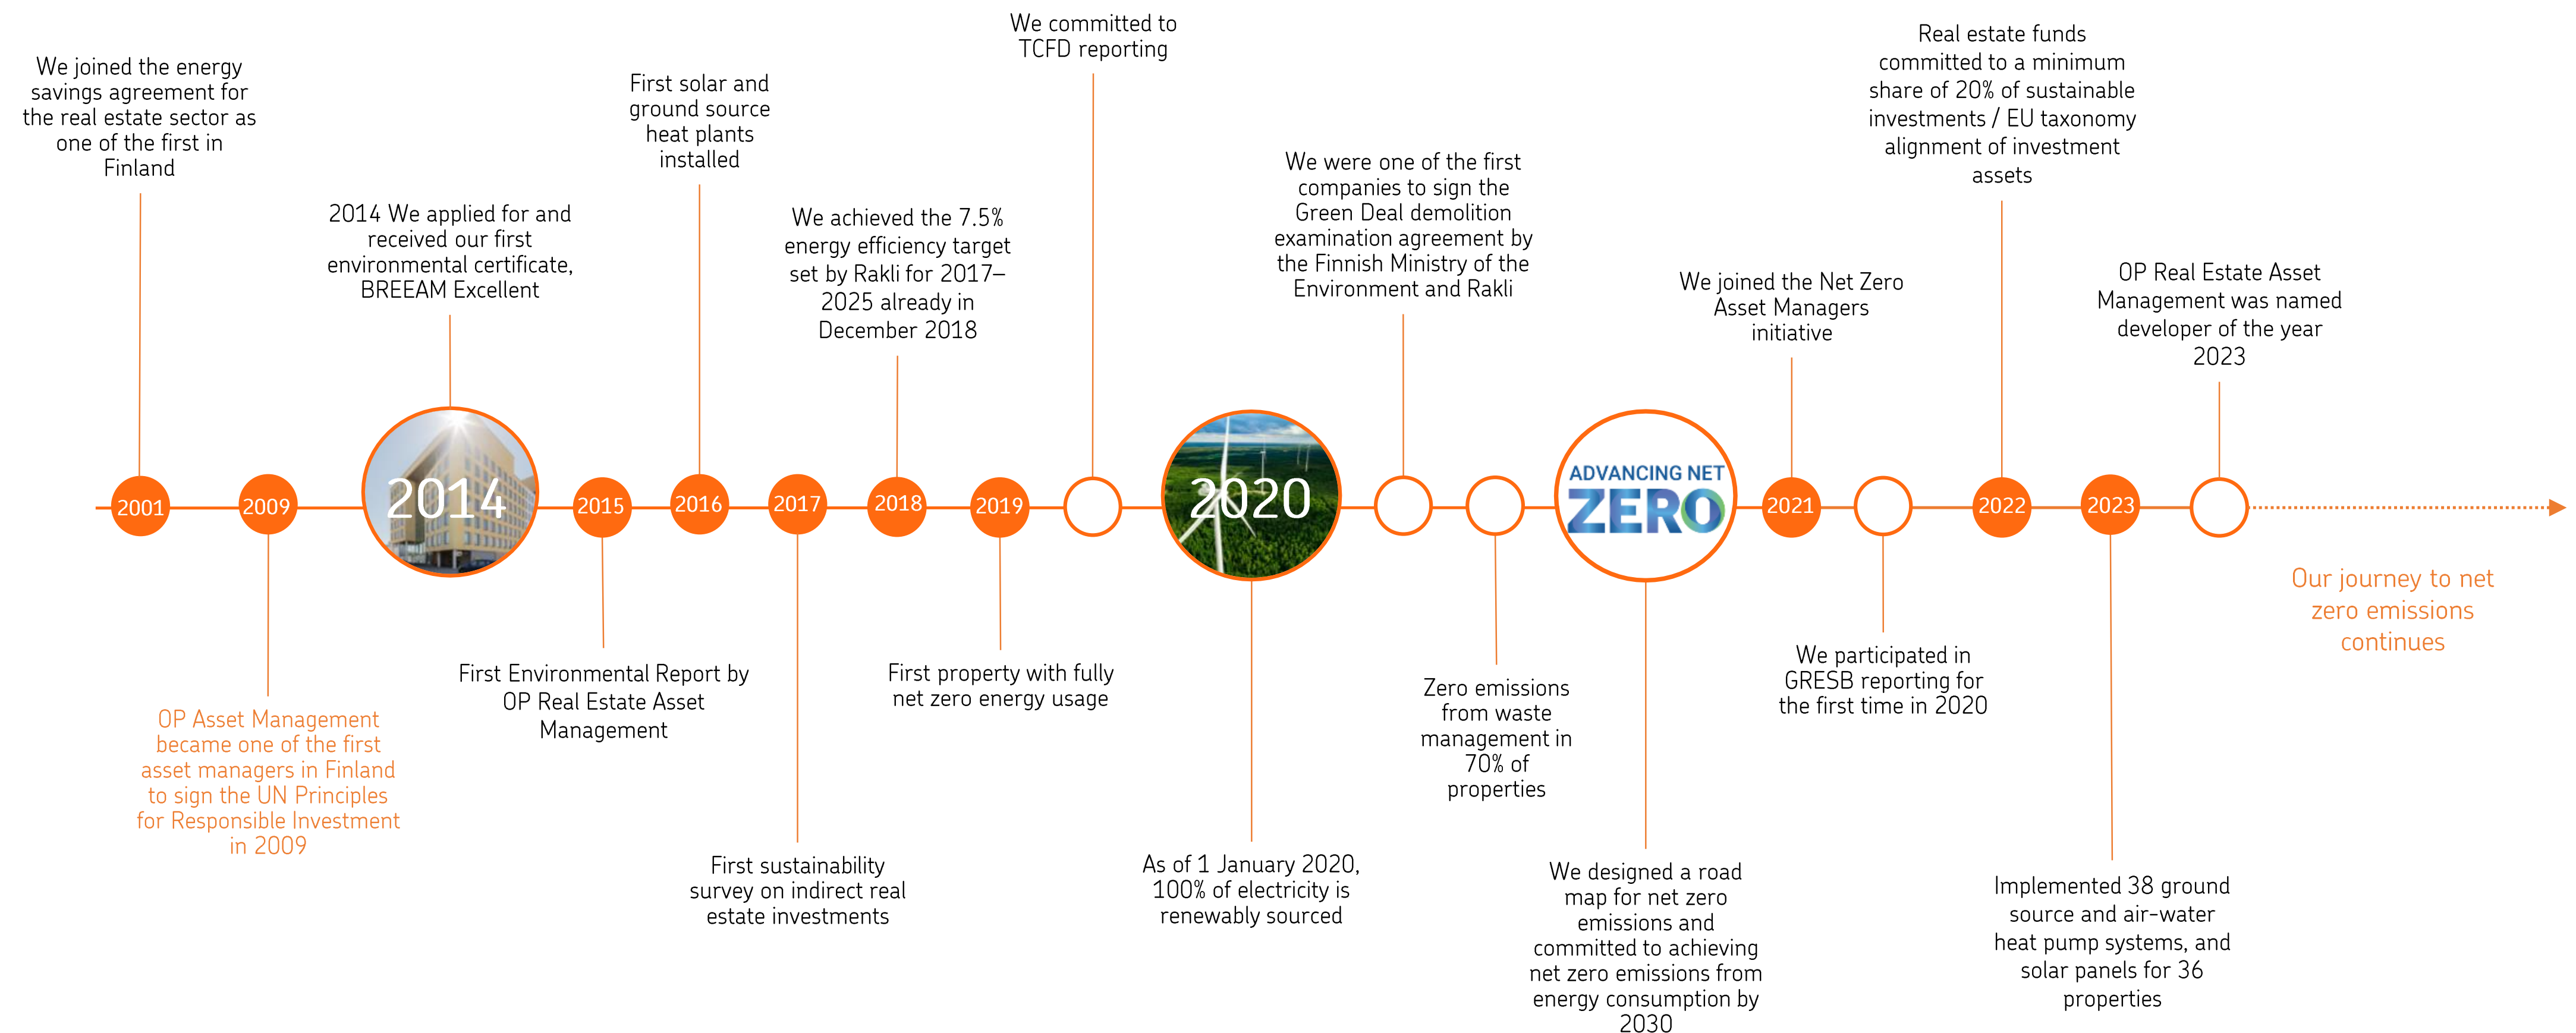 We joined the energy
savings agreement for
the real estate sector as
one of the first in
Finland
2001
2009
OP Asset Management
became one of the first
asset managers in Finland
to sign the UN Principles
for Responsible Investment
in 2009
2014 We applied for and
received our first
environmental certificate,
BREEAM Excellent
2014
2015
First Environmental Report by
OP Real Estate Asset
Management
First solar and
ground source
heat plants
installed
2016
2017
First sustainability
survey on indirect real
estate investments
We achieved the 7.5%
energy efficiency target
set by Rakli for 2017–
2025 already in
December 2018
2018
2019
First property with fully
net zero energy usage
We committed to
TCFD reporting
2020
As of 1 January 2020,
100% of electricity is
renewably sourced
We were one of the first
companies to sign the
Green Deal demolition
examination agreement by
the Finnish Ministry of the
Environment and Rakli
Zero emissions
from waste
management in
70% of
properties
ADVANCING NET
ZERO
We designed a road
map for net zero
emissions and
committed to achieving
net zero emissions from
energy consumption by
2030
We joined the Net Zero
Asset Managers
initiative
2021
We participated in
GRESB reporting for
the first time in 2020
Real estate funds
committed to a minimum
share of 20% of sustainable
investments / EU taxonomy
alignment of investment
assets
2022
2023
Implemented 38 ground
source and air-water
heat pump systems, and
solar panels for 36
properties
OP Real Estate Asset
Management was named
developer of the year
2023
Our journey to net
zero emissions
continues